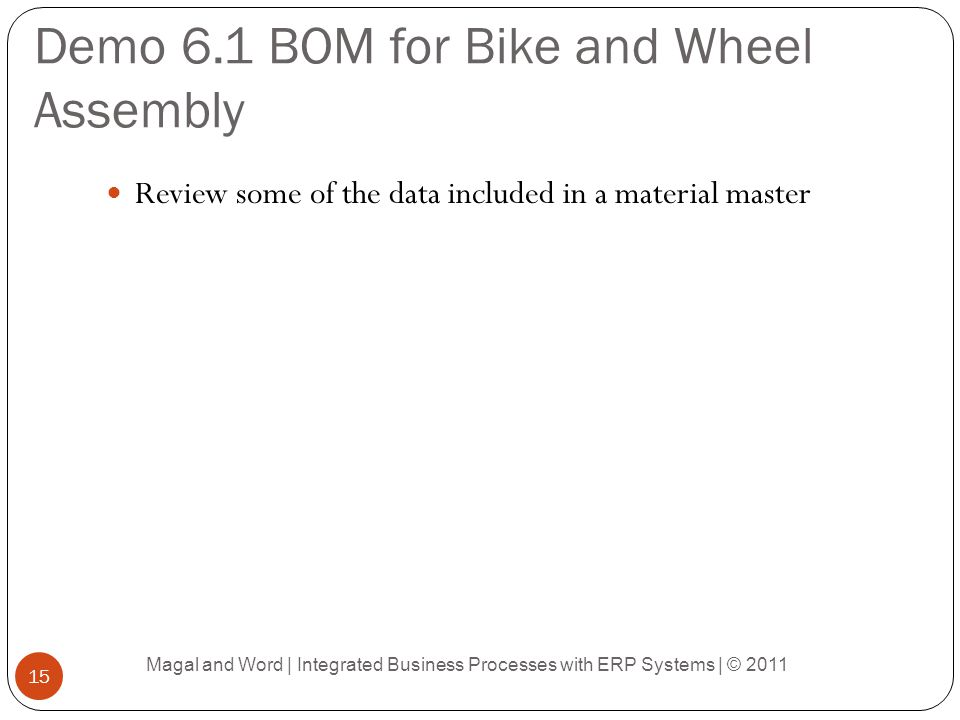 Demo 6.1 BOM for Bike and Wheel
Assembly
Review some of the data included in a material master
Magal and Word | Integrated Business Processes with ERP Systems | © 2011
15